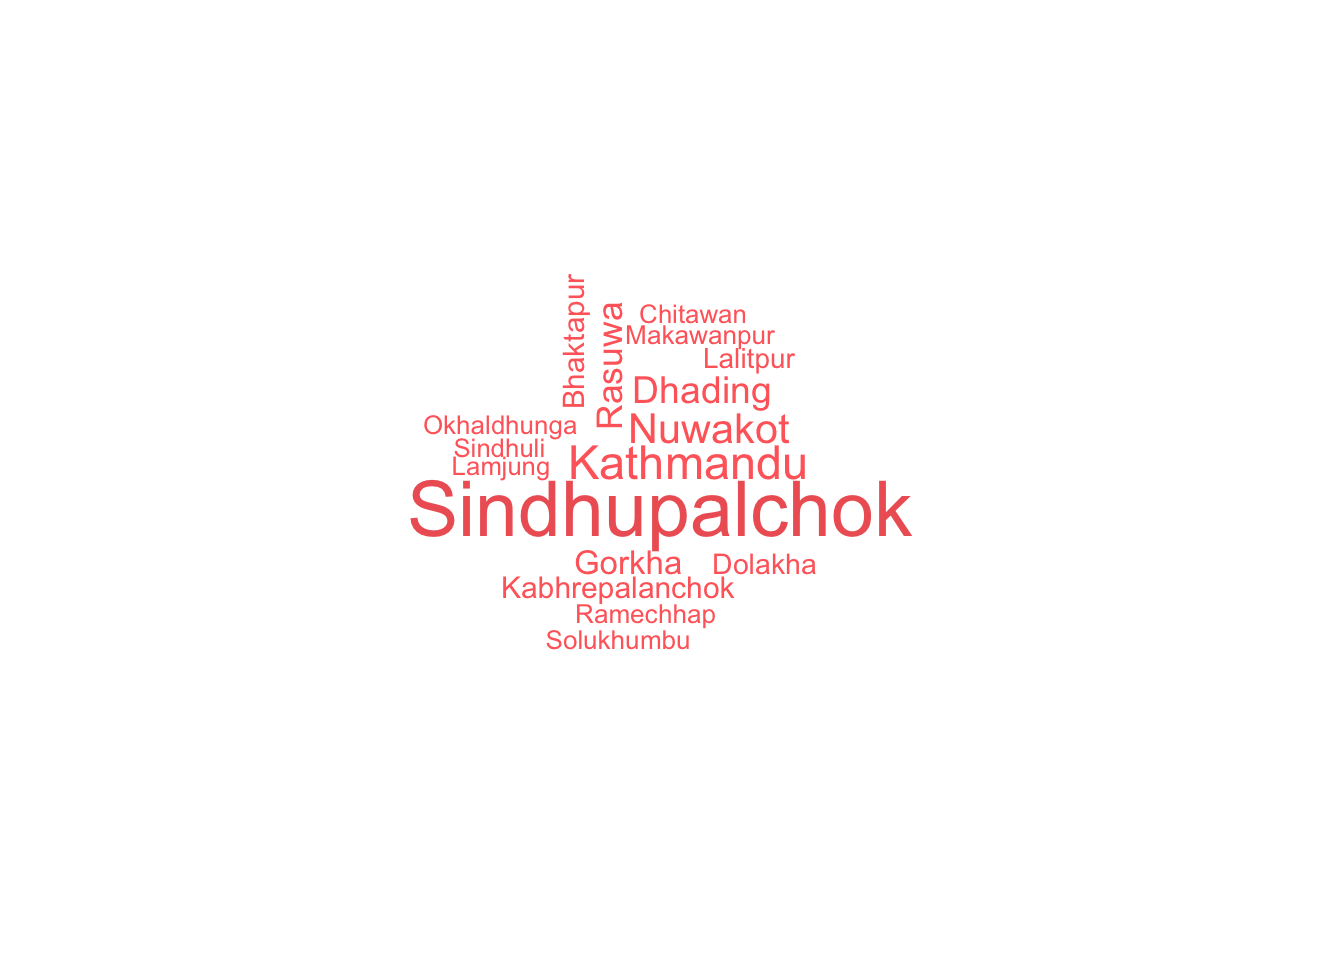 Bhaktapur
Rasuwa
Chitawan
Makawanpur
Lalitpur
Dhading
Okhaldhunga
Nuwakot
Sindhuli
Kathmandu
Lamjung
Sindhupalchok
Gorkha
Dolakha
Kabhrepalanchok
Ramechhap
Solukhumbu